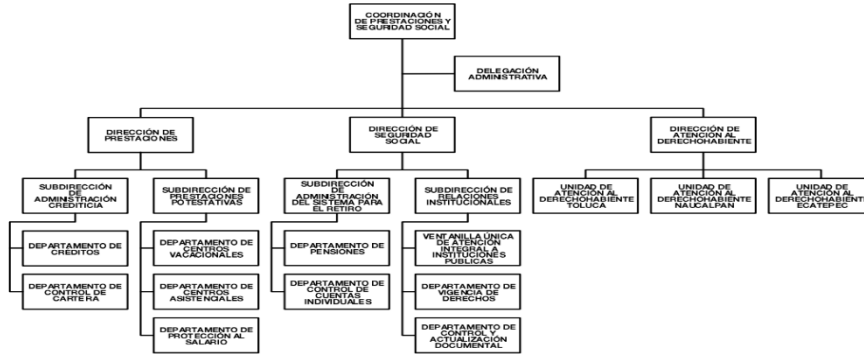 COORDINACIÓN
DE PRESTACIONES Y
SEGURIDAD SOCIAL
DELEGACIÓN
ADMINISTRATIVA
DIRECCIÓN DE
PRESTACIONES
DIRECCIÓN DE
SEGURIDAD
SOCIAL
DIRECCIÓN DE
ATENCIÓN AL
DERECHOHABIENTE
SUBDIRECCIÓN
DE
ADMINISTRACIÓN
CREDITICIA
SUBDIRECCIÓN DE
PRESTACIONES
POTESTATIVAS
SUBDIRECCIÓN
DE
ADMINISTRACIÓN
DEL SISTEMA PARA
EL RETIRO
SUBDIRECCIÓN DE
RELACIONES
INSTITUCIONALES
UNIDAD DE
ATENCIÓN AL
DERECHOHABIENTE
TOLUCA
UNIDAD DE
ATENCIÓN AL
DERECHOHABIENTE
NAUCALPAN
UNIDAD DE
ATENCIÓN AL
DERECHOHABIENTE
ECATEPEC
DEPARTAMENTO DE
CRÉDITOS
DEPARTAMENTO DE
CENTROS
VACACIONALES
DEPARTAMENTO DE
PENSIONES
VENTANILLA ÚNICA
DE ATENCIÓN
INTEGRAL A
INSTITUCIONES
PÚBLICAS
DEPARTAMENTO DE
CONTROL DE
CARTERA
DEPARTAMENTO DE
CENTROS
ASISTENCIALES
DEPARTAMENTO DE
CONTROL DE
CUENTAS
INDIVIDUALES
DEPARTAMENTO DE
VIGENCIA DE
DERECHOS
DEPARTAMENTO DE
PROTECCIÓN AL
SALARIO
DEPARTAMENTO DE
CONTROL Y
ACTUALIZACIÓN
DOCUMENTAL